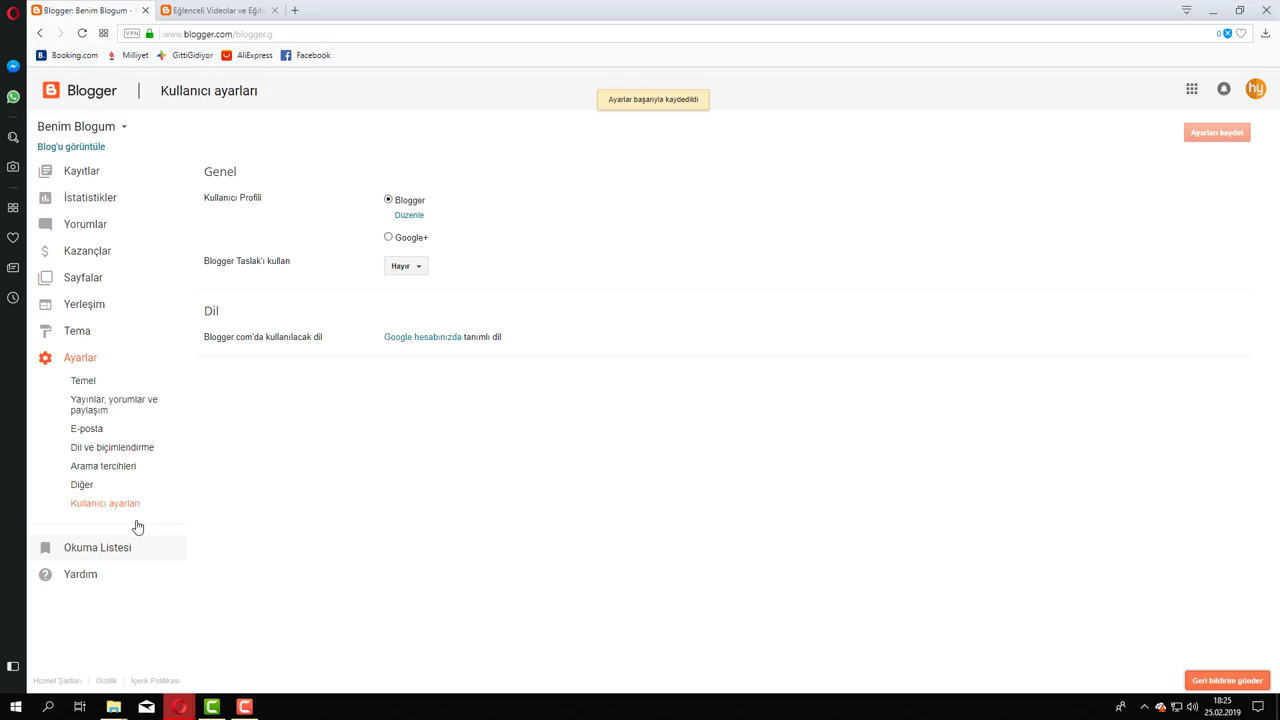 Blogger: Benim Blogum -
Eğlenceli Videolar ve Eğiti
VPN
www.blogger.com/blogger.g
0
Booking.com
Milliyet
GittiGidiyor
AliExpress
Facebook
Blogger
Kullanıcı ayarları
Ayarlar başarıyla kaydedildi
hy
Benim Blogum
Ayarları kaydet
Blog'u görüntüle
Kayıtlar
İstatistikler
Yorumlar
Kazançlar
Sayfalar
Yerleşim
Tema
Ayarlar
Temel
Yayınlar, yorumlar ve
paylaşım
E-posta
Dil ve biçimlendirme
Arama tercihleri
Diğer
Kullanıcı ayarları
Okuma Listesi
Yardım
Genel
Kullanıcı Profili
Blogger
Düzenle
Google+
Blogger Taslak'ı kullan
Hayır
Dil
Blogger.com'da kullanılacak dil
Google hesabınızda tanımlı dil
Hizmet Şartları
Gizlilik
İçerik Politikası
Geri bildirim gönder
18:25
25.02.2019